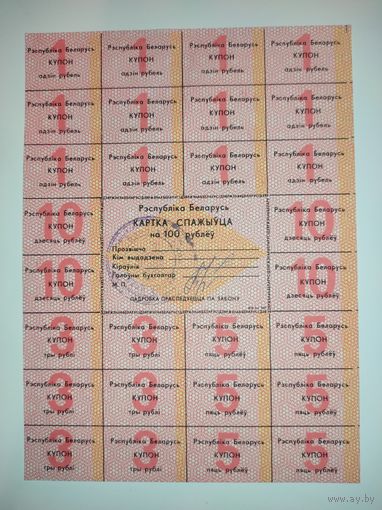 1 1 1 1
Рэспубліка Беларусь Рэспубліка Беларусь Рэспубліка Беларусь Рэспубліка Беларусь
КУПОН КУПОН КУПОН КУПОН
адзін рубель адзін рубель адзін рубель адзін рубель
1 1 1 1
Рэспубліка Беларусь Рэспубліка Беларусь Рэспубліка Беларусь Рэспубліка Беларусь
КУПОН КУПОН КУПОН КУПОН
адзін рубель адзін рубель адзін рубель адзін рубель
1 1 1 1
Рэспубліка Беларусь Рэспубліка Беларусь Рэспубліка Беларусь Рэспубліка Беларусь
КУПОН КУПОН КУПОН КУПОН
адзін рубель адзін рубель адзін рубель адзін рубель
10
Рэспубліка Беларусь
КУПОН
дзесяць рублёў
10
Рэспубліка Беларусь
КУПОН
дзесяць рублёў
Рэспубліка Беларусь
КАРТКА СПАЖЫЎЦА
на 100 рублёў
Прозвішча
Кім выдадзена
Кіраўнік
Галоўны бухгалтар
М. П.
ПАДРОБКА ПРАСЛЕДУЕЦЦА ПА ЗАКОНУ
10
Рэспубліка Беларусь
КУПОН
дзесяць рублёў
10
Рэспубліка Беларусь
КУПОН
дзесяць рублёў
3 3 5 5
Рэспубліка Беларусь Рэспубліка Беларусь Рэспубліка Беларусь Рэспубліка Беларусь
КУПОН КУПОН КУПОН КУПОН
тры рублі тры рублі пяць рублёў пяць рублёў
3 3 5 5
Рэспубліка Беларусь Рэспубліка Беларусь Рэспубліка Беларусь Рэспубліка Беларусь
КУПОН КУПОН КУПОН КУПОН
тры рублі тры рублі пяць рублёў пяць рублёў
3 3 5 5
Рэспубліка Беларусь Рэспубліка Беларусь Рэспубліка Беларусь Рэспубліка Беларусь
КУПОН КУПОН КУПОН КУПОН
тры рублі тры рублі пяць рублёў пяць рублёў
www.ay.by